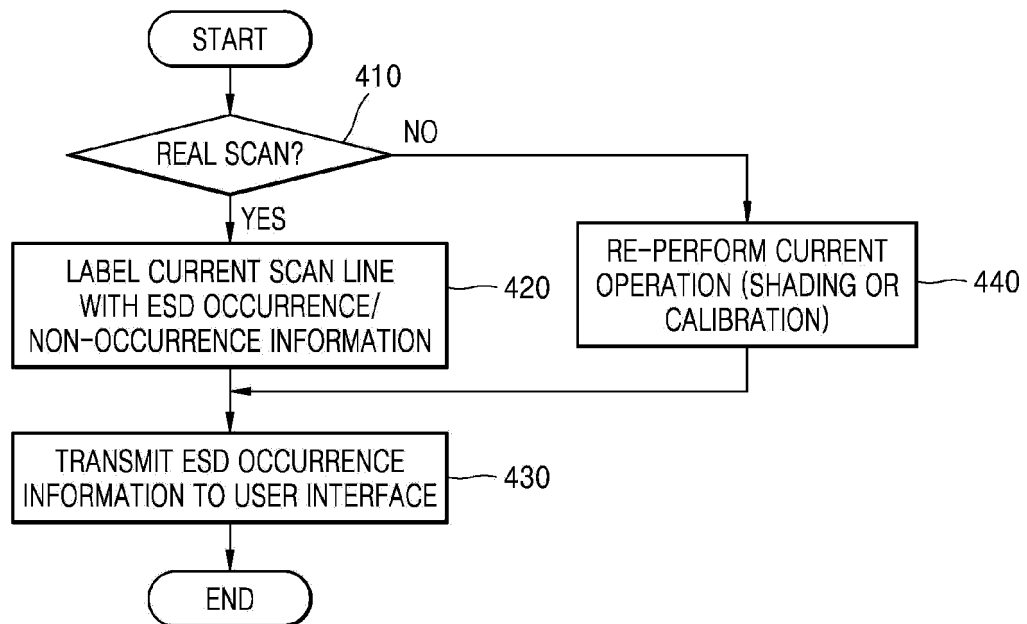 START
410
REAL SCAN?
NO
YES
LABEL CURRENT SCAN LINE
WITH ESD OCCURRENCE/
NON-OCCURRENCE INFORMATION
420
RE-PERFORM CURRENT
OPERATION (SHADING OR
CALIBRATION)
440
TRANSMIT ESD OCCURRENCE
INFORMATION TO USER INTERFACE
430
END